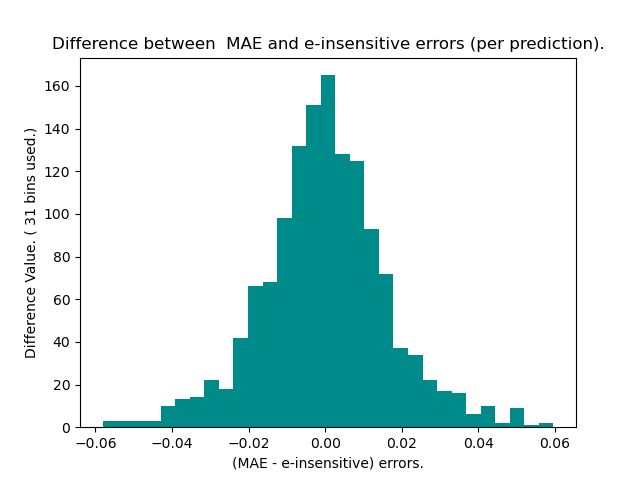 Difference between  MAE and e-insensitive errors (per prediction).
Difference Value. ( 31 bins used.)
160
140
120
100
80
60
40
20
0
−0.06 −0.04 −0.02 0.00 0.02 0.04 0.06
(MAE - e-insensitive) errors.